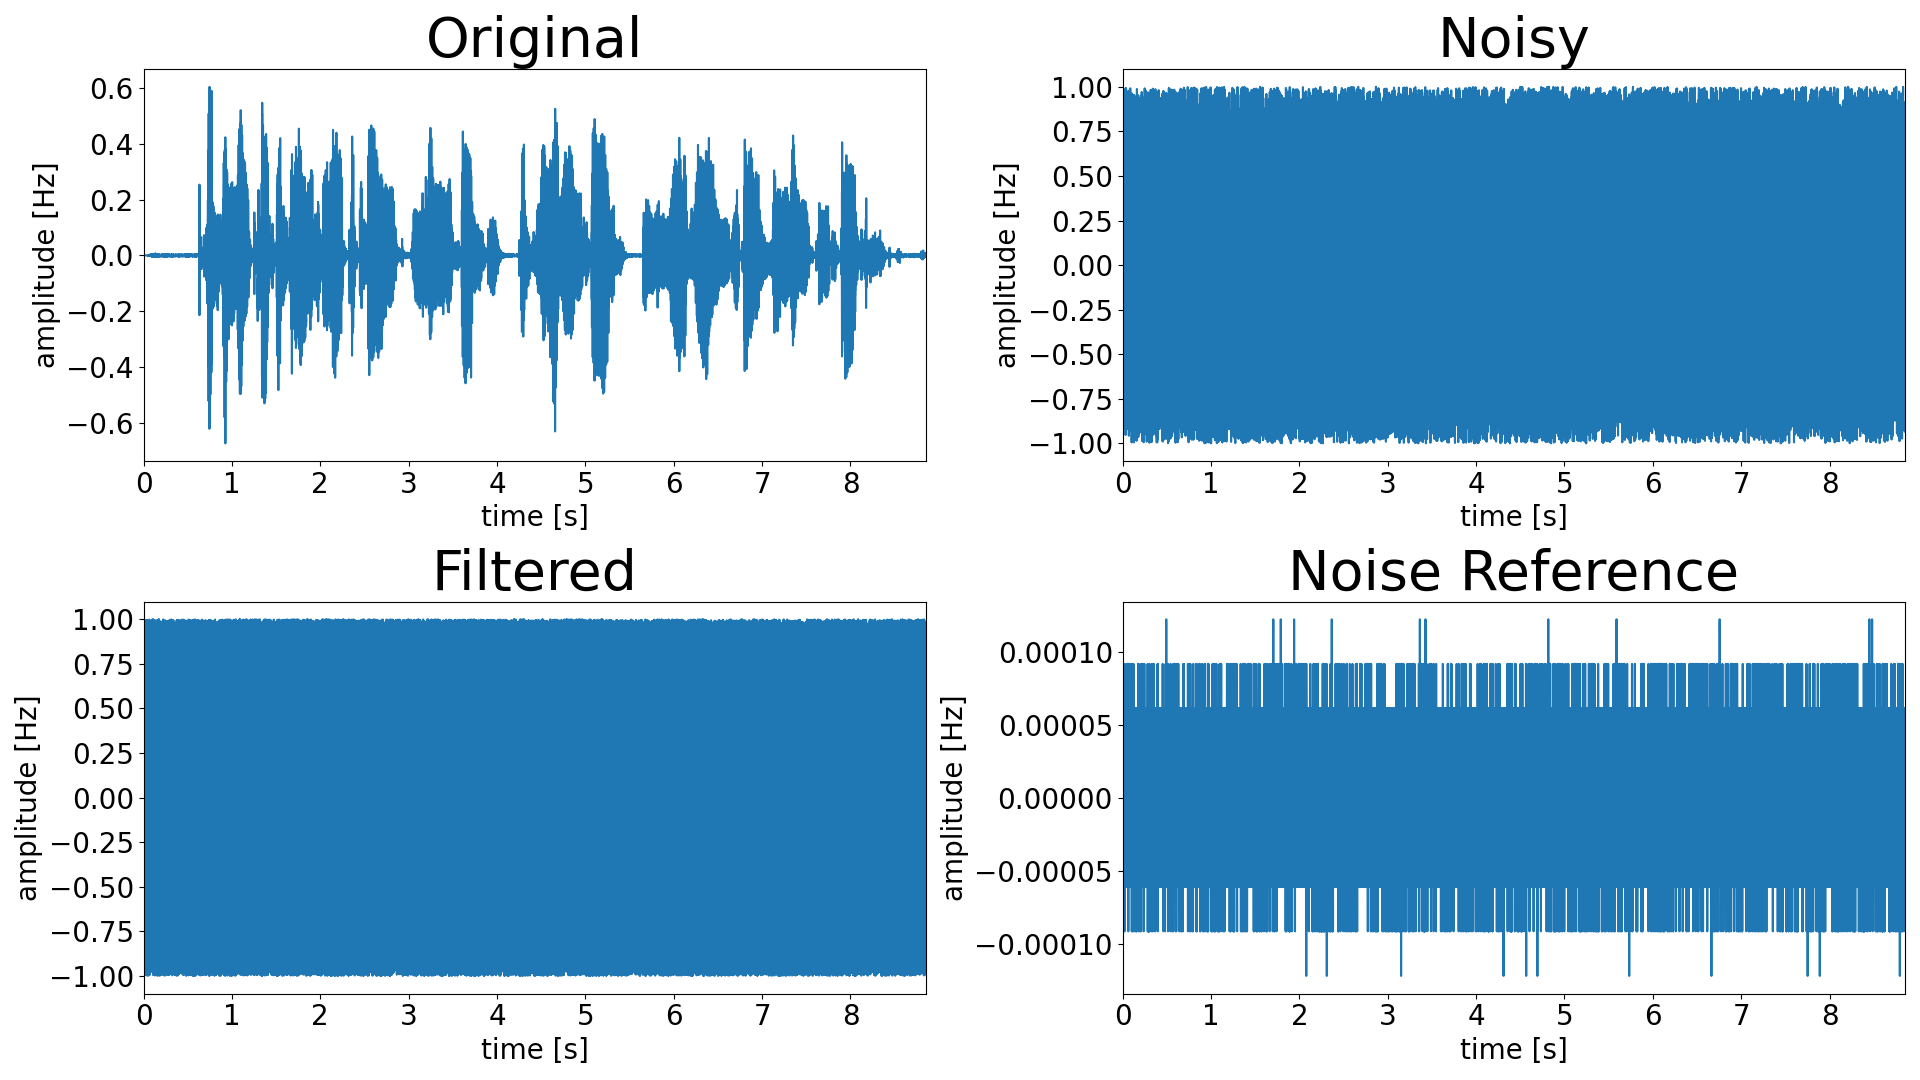 Original
0.6
0.4
0.2
0.0
−0.2
−0.4
−0.6
amplitude [Hz]
0 1 2 3 4 5 6 7 8
time [s]
Noisy
1.00
0.75
0.50
0.25
0.00
−0.25
−0.50
−0.75
−1.00
amplitude [Hz]
0 1 2 3 4 5 6 7 8
time [s]
Filtered
1.00
0.75
0.50
0.25
0.00
−0.25
−0.50
−0.75
−1.00
amplitude [Hz]
0 1 2 3 4 5 6 7 8
time [s]
Noise Reference
0.00010
0.00005
0.00000
−0.00005
−0.00010
amplitude [Hz]
0 1 2 3 4 5 6 7 8
time [s]